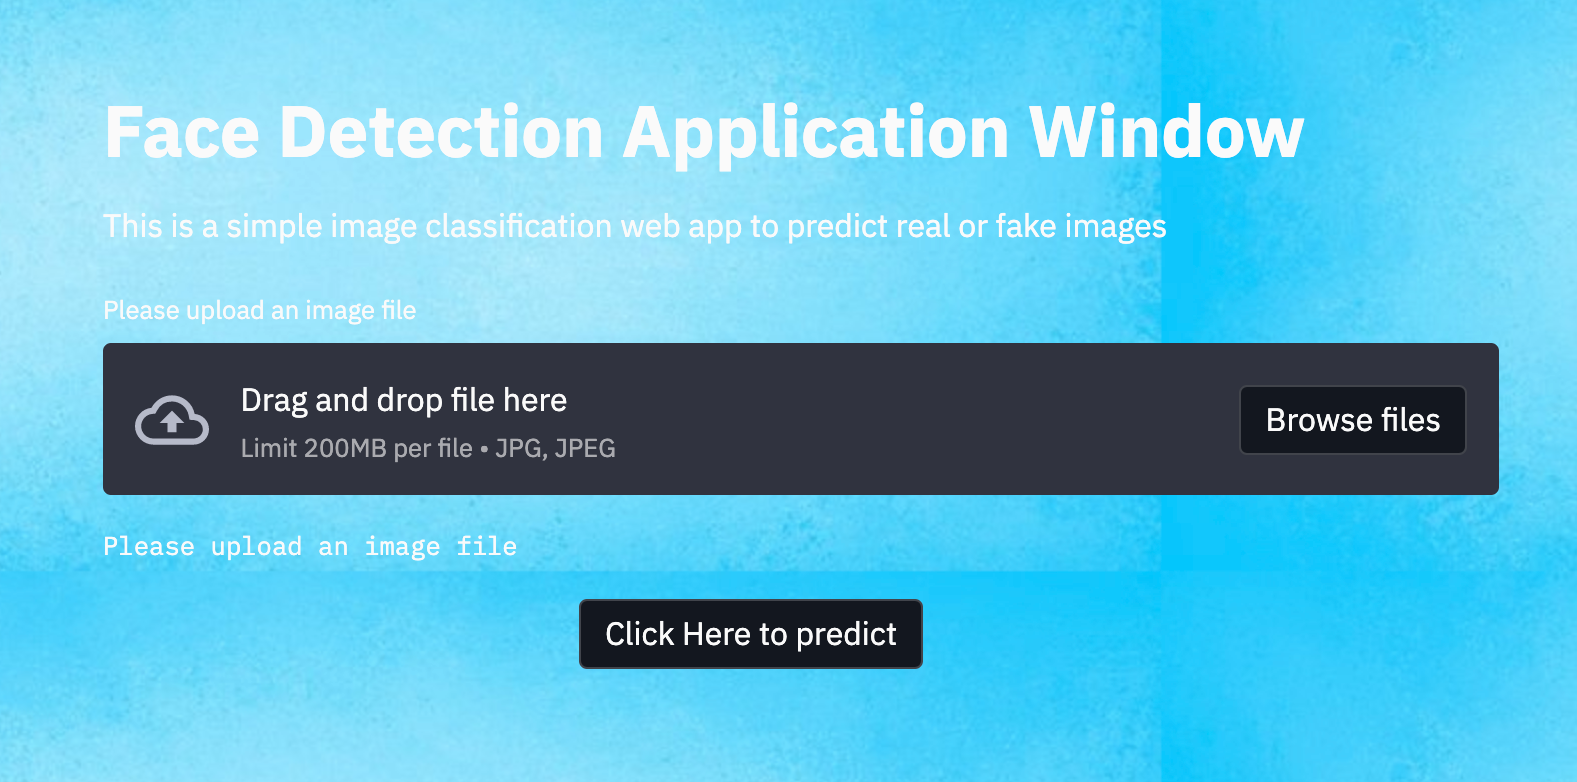 Face Detection Application Window
This is a simple image classification web app to predict real or fake images
Please upload an image file
Drag and drop file here
Limit 200MB per file • JPG, JPEG
Browse files
Please upload an image file
Click Here to predict